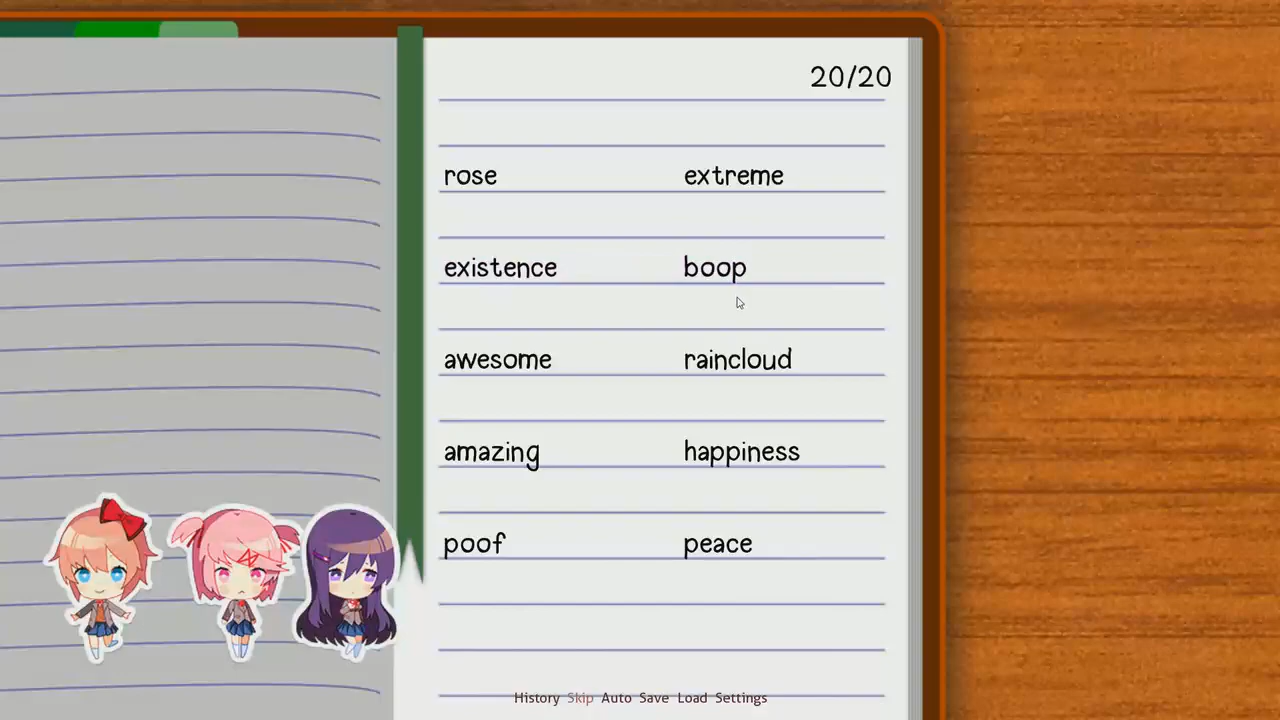 20/20
rose extreme
existence boop
awesome raincloud
amazing happiness
poof peace
History Skip Auto Save Load Settings